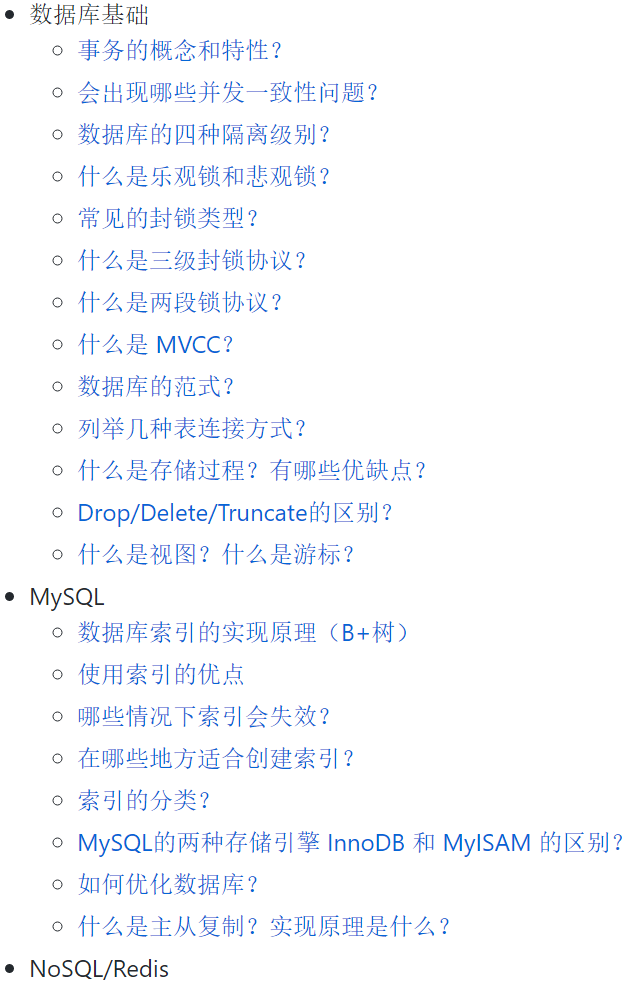 数据库基础
事务的概念和特性？
会出现哪些并发一致性问题？
数据库的四种隔离级别？
什么是乐观锁和悲观锁？
常见的封锁类型？
什么是三级封锁协议？
什么是两段锁协议？
什么是 MVCC？
数据库的范式？
列举几种表连接方式？
什么是存储过程？有哪些优缺点？
Drop/Delete/Truncate的区别？
什么是视图？什么是游标？
MySQL
数据库索引的实现原理（B+树）
使用索引的优点
哪些情况下索引会失效？
在哪些地方适合创建索引？
索引的分类？
MySQL的两种存储引擎 InnoDB 和 MyISAM 的区别？
如何优化数据库？
什么是主从复制？实现原理是什么？
NoSQL/Redis